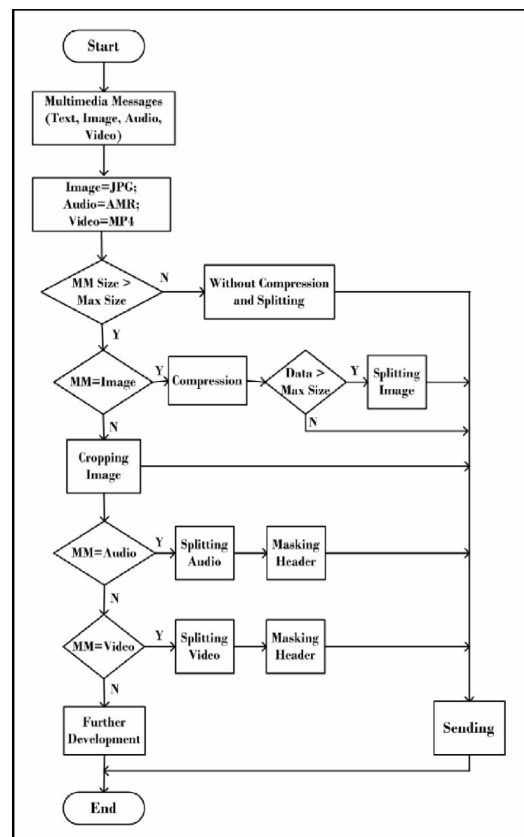 Start
Multimedia Messages
(Text, Image, Audio,
Video)
Image=JPG;
Audio=AMR;
Video=MP4
MM Size >
Max Size
N
Without Compression
and Splitting
Y
MM=Image
Y
Compression
Data >
Max Size
Y
Splitting
Image
N
N
Cropping
Image
MM=Audio
Y
Splitting
Audio
Masking
Header
N
MM=Video
Y
Splitting
Video
Masking
Header
N
Further
Development
Sending
End